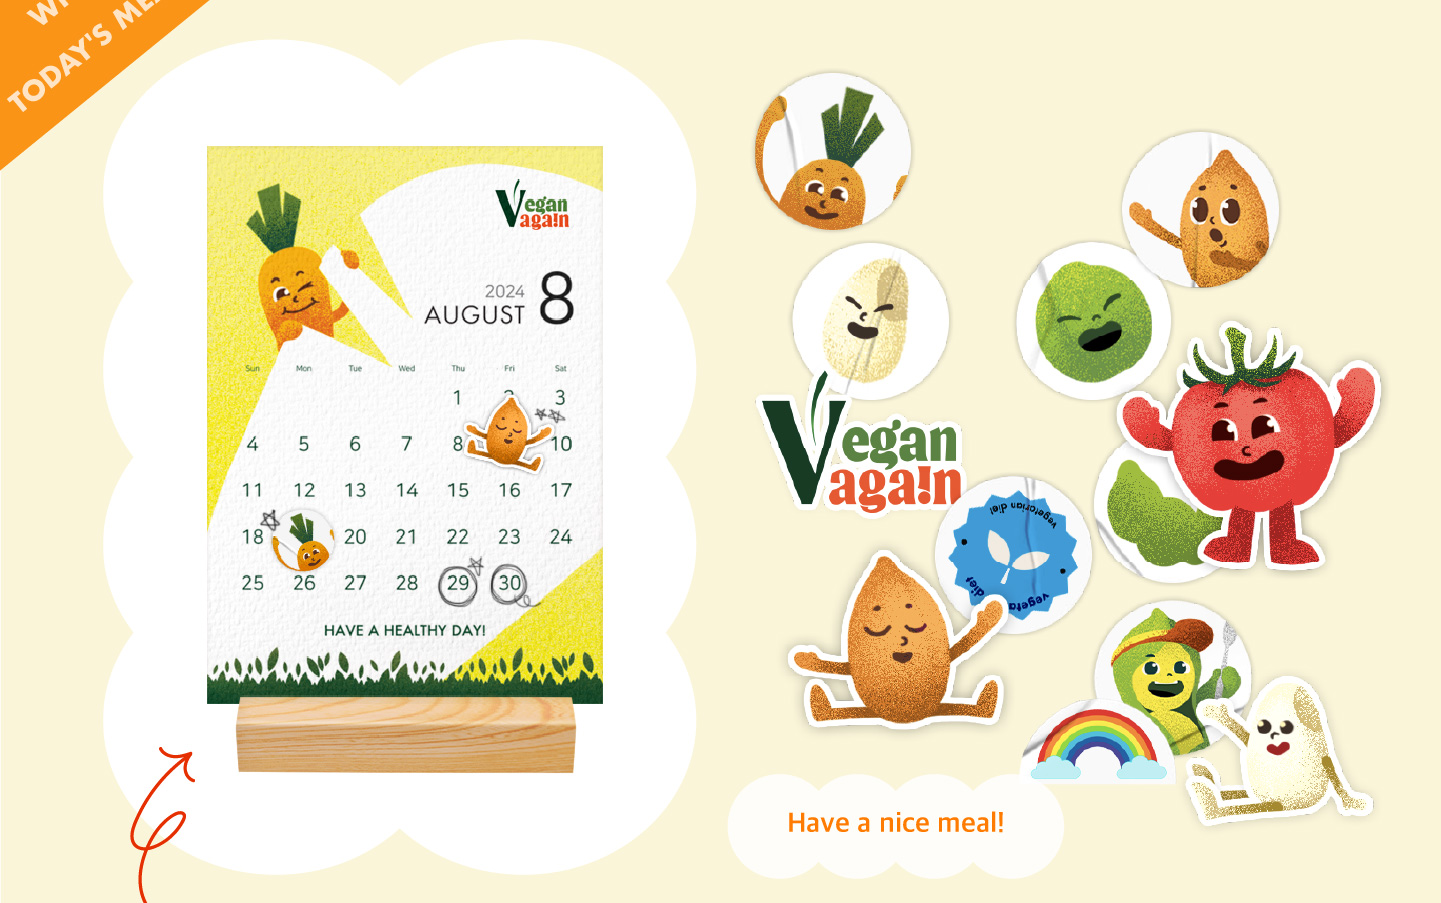 TODAY'S
Vegan
aga!n
2024
AUGUST 8
Sun Mon Tue Wed Thu Fri Sat
1 3
4 5 6 7 8 10
11 12 13 14 15 16 17
18 20 21 22 23 24
25 26 27 28 29 30
HAVE A HEALTHY DAY!
Vegan
aga!n
vegetarian diet
diet
Have a nice meal!